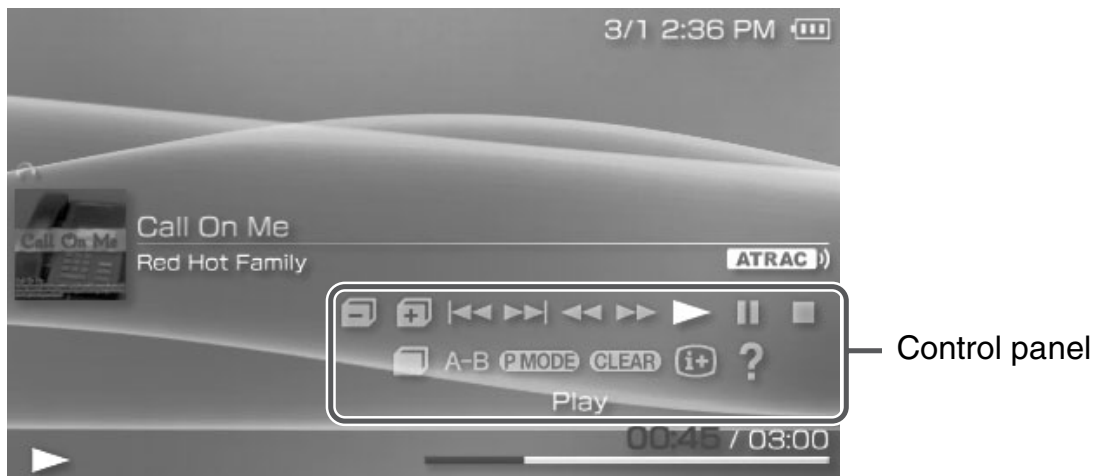 3/1 2:36 PM
Call On Me
Call On Me
Red Hot Family
ATRAC
A-B P MODE CLEAR i+ ?
Control panel
Play
00:45 / 03:00